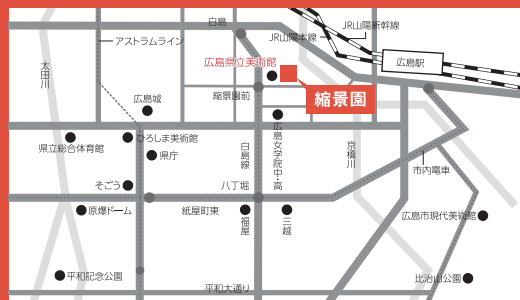 白島
JR山陽新幹線
JR山陽本線
アストラムライン
広島県立美術館
広島駅
太田川
縮景園前
縮景園
広島城
ひろしま美術館
県立総合体育館
県庁
白島線
広島女学院中・高
京橋川
市内電車
そごう
八丁堀
原爆ドーム
紙屋町東
福屋
三越
広島市現代美術館
平和記念公園
比治山公園
平和大通り